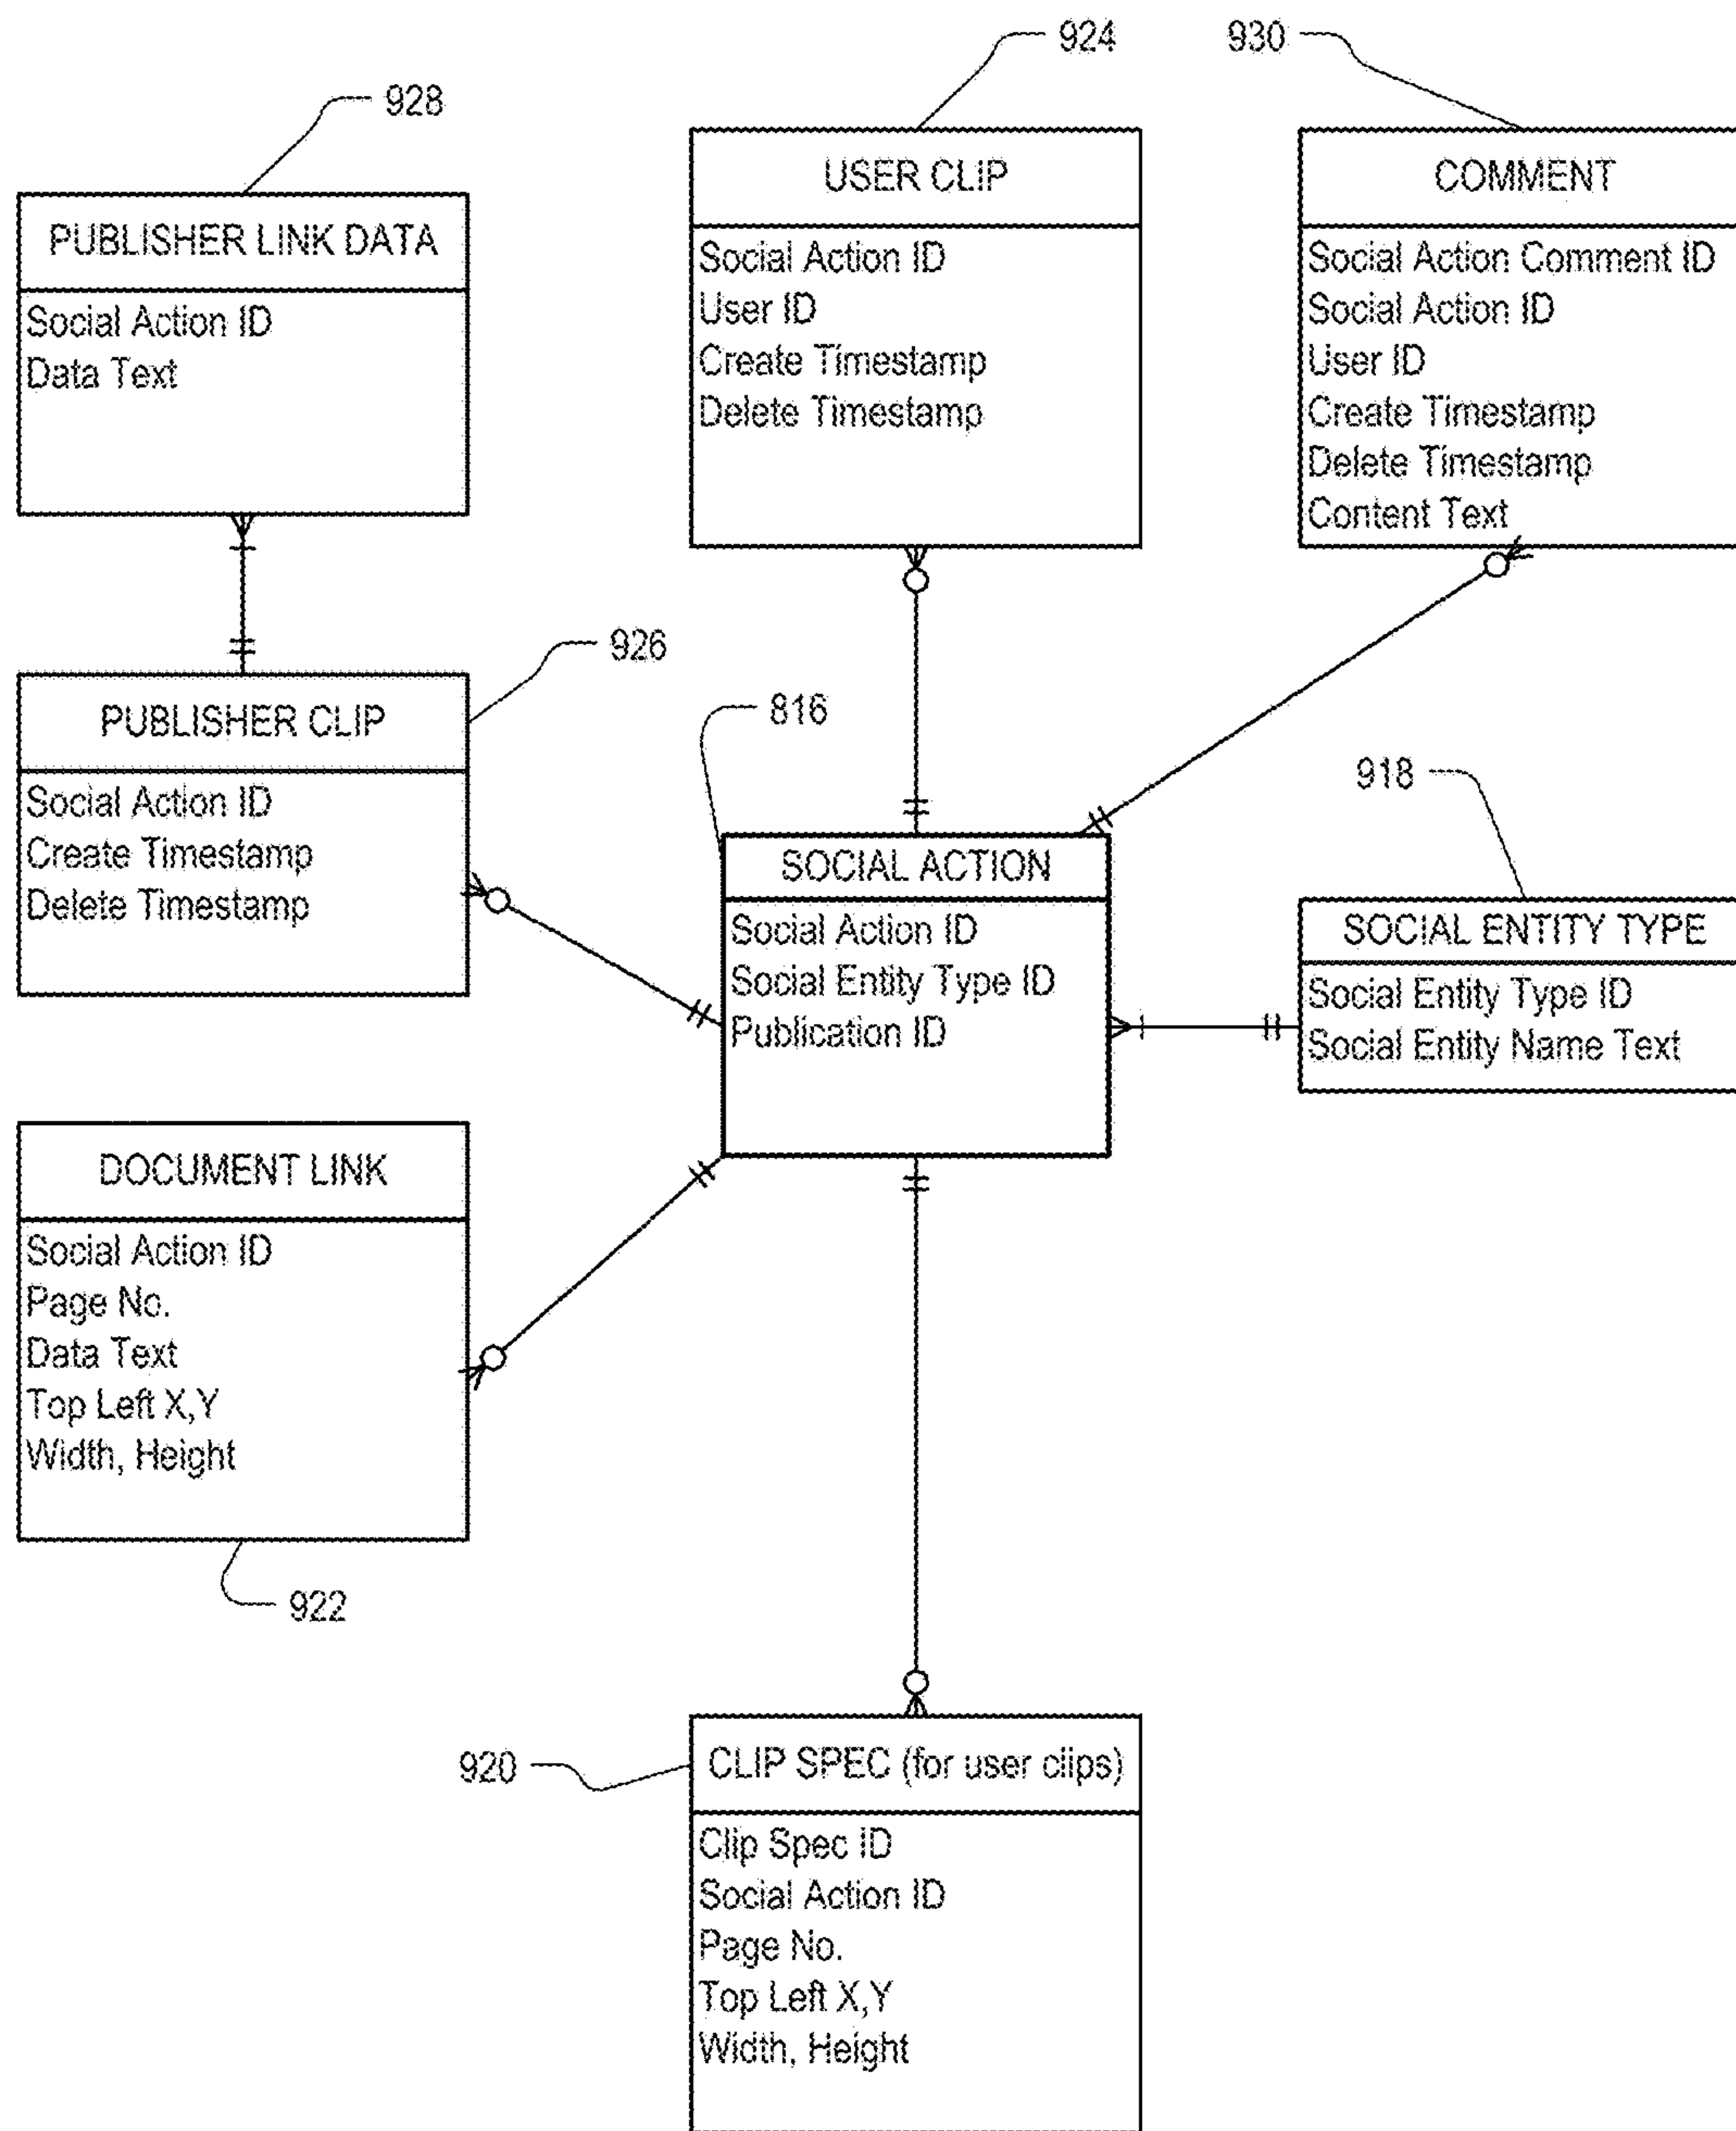 924
930
928
USER CLIP
Social Action ID
User ID
Create Timestamp
Delete Timestamp
COMMENT
Social Action Comment ID
Social Action ID
User ID
Create Timestamp
Delete Timestamp
Content Text
PUBLISHER LINK DATA
Social Action ID
Data Text
926
PUBLISHER CLIP
Social Action ID
Create Timestamp
Delete Timestamp
816
SOCIAL ACTION
Social Action ID
Social Entity Type ID
Publication ID
918
SOCIAL ENTITY TYPE
Social Entity Type ID
Social Entity Name Text
DOCUMENT LINK
Social Action ID
Page No.
Data Text
Top Left X,Y
Width, Height
922
920
CLIP SPEC (for user clips)
Clip Spec ID
Social Action ID
Page No.
Top Left X,Y
Width, Height